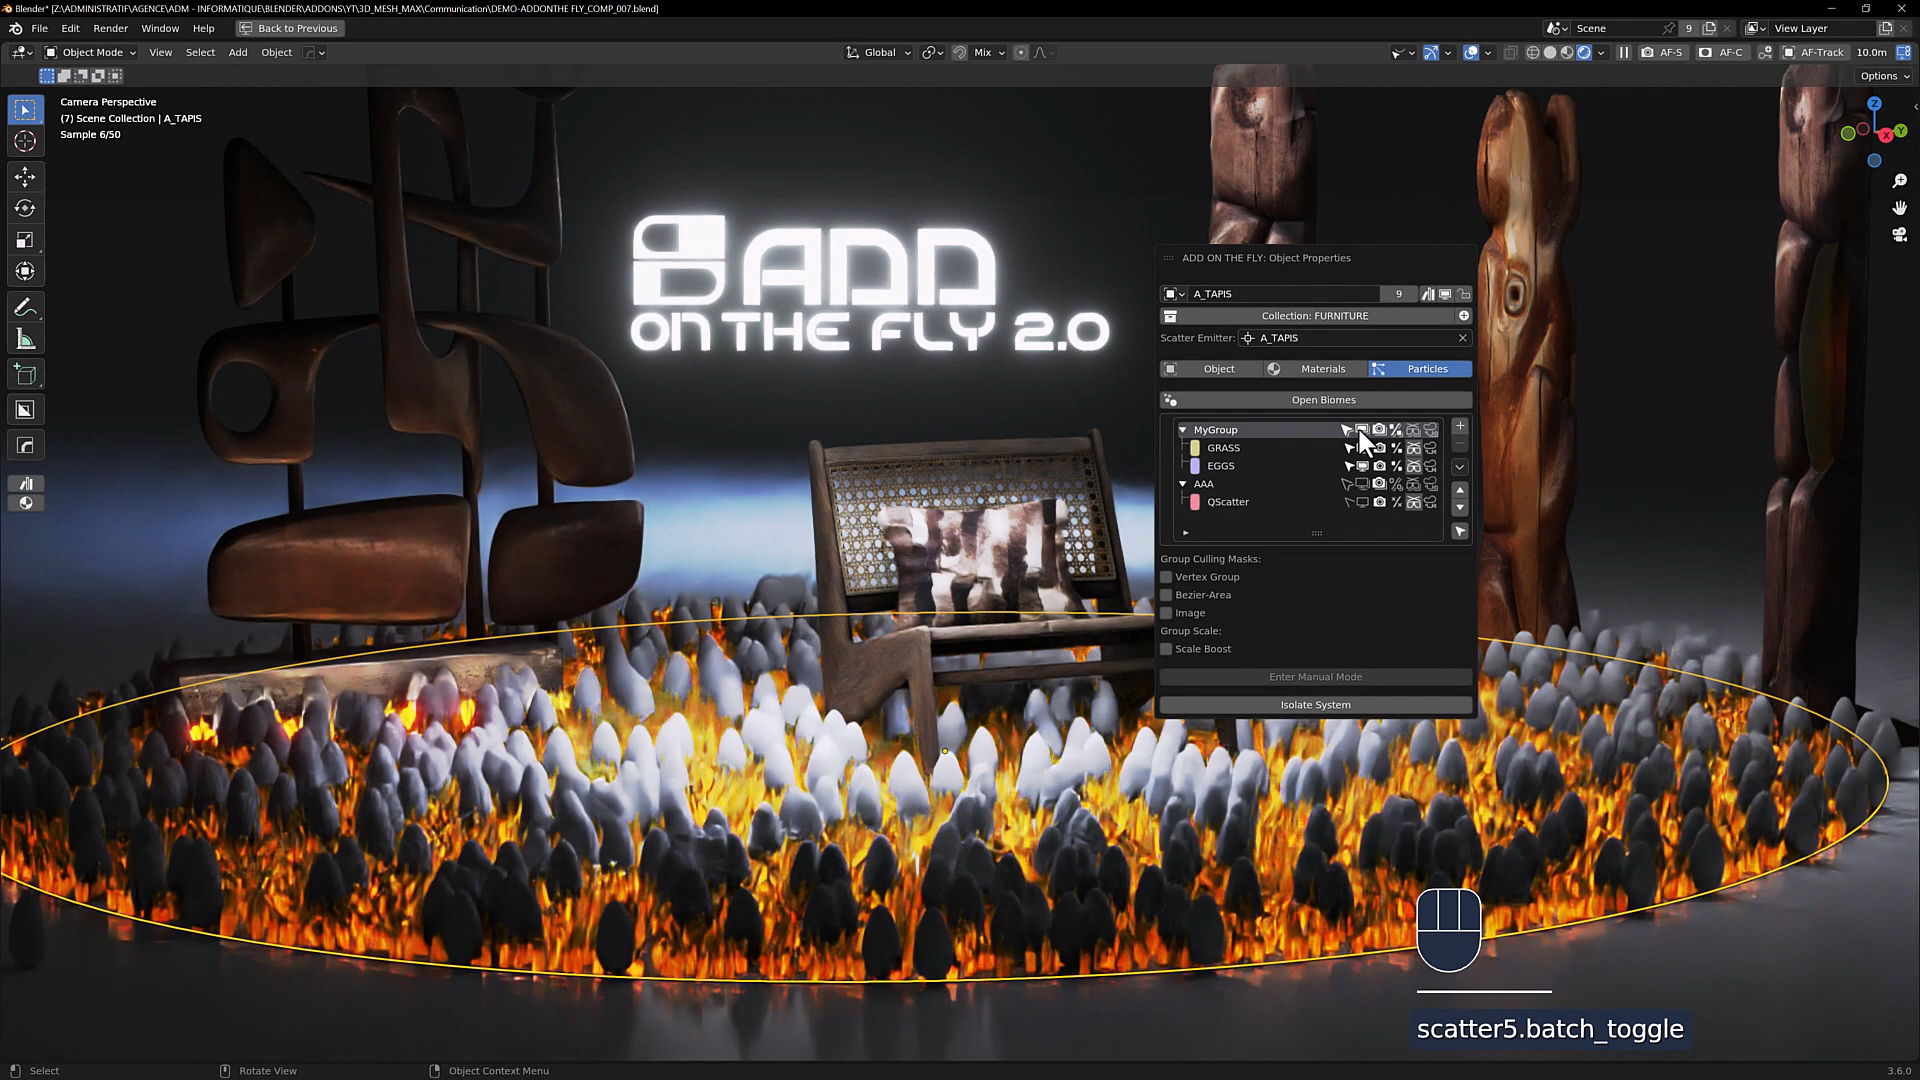 Blender* [Z:\ADMINISTRATIF\AGENCE\ADM - INFORMATIQUE\BLENDER\ADDONS\YT\3D_MESH_MAX\Communication\DEMO-ADDONTHE FLY_COMP_007.blend]
File Edit Render Window Help Back to Previous Scene 9 View Layer
Object Mode View Select Add Object Global Mix AF-S AF-C AF-Track 10.0m
Options
Camera Perspective
(7) Scene Collection | A_TAPIS
Sample 6/50
Z
Y
X
ADD
ON THE FLY 2.0
ADD ON THE FLY: Object Properties
A_TAPIS 9
Collection: FURNITURE
Scatter Emitter: A_TAPIS
Object Materials Particles
Open Biomes
MyGroup
GRASS
EGGS
AAA
QScatter
Group Culling Masks:
Vertex Group
Bezier-Area
Image
Group Scale:
Scale Boost
Enter Manual Mode
Isolate System
scatter5.batch_toggle
Select Rotate View Object Context Menu 3.6.0